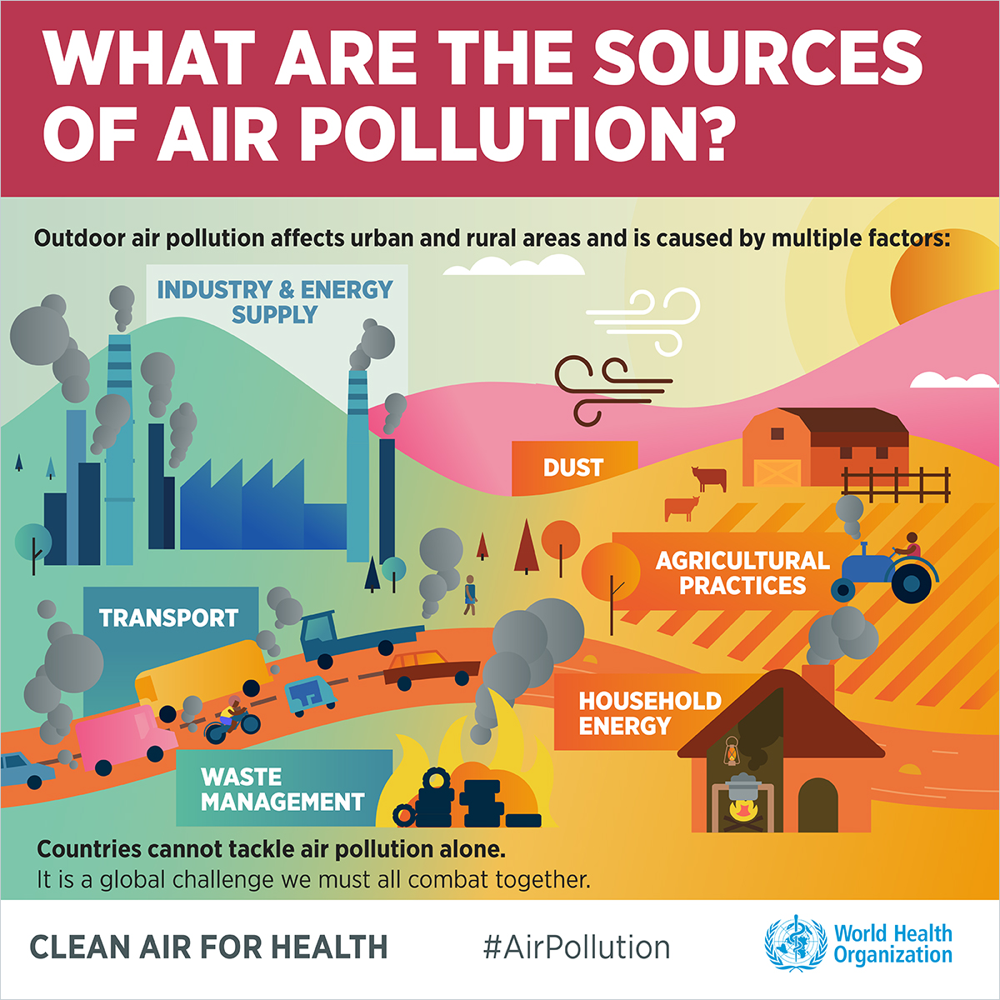 WHAT ARE THE SOURCES
OF AIR POLLUTION?
Outdoor air pollution affects urban and rural areas and is caused by multiple factors:
INDUSTRY & ENERGY
SUPPLY
DUST
AGRICULTURAL
PRACTICES
TRANSPORT
HOUSEHOLD
ENERGY
WASTE
MANAGEMENT
Countries cannot tackle air pollution alone.
It is a global challenge we must all combat together.
CLEAN AIR FOR HEALTH
#AirPollution
World Health
Organization